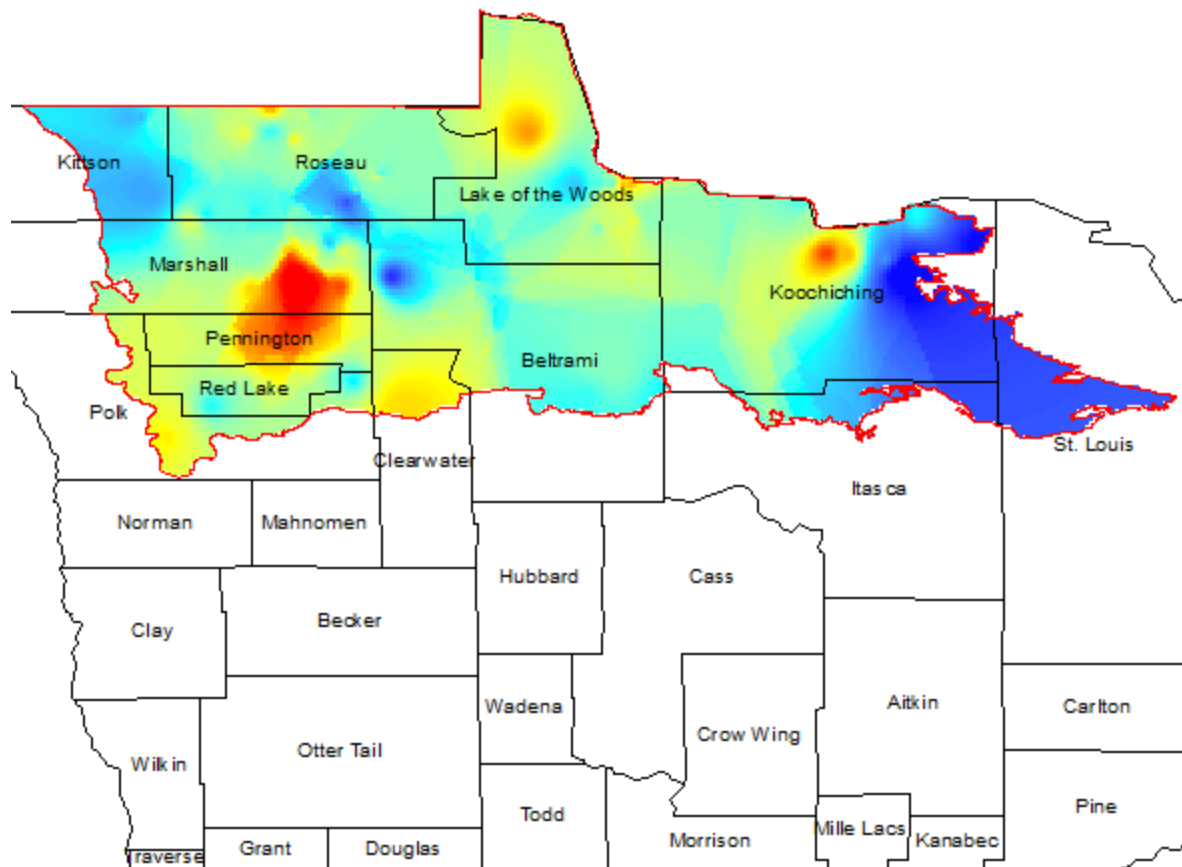 Kittson
Roseau
Lake of the Woods
Marshall
Koochiching
Pennington
Beltrami
Red Lake
Polk
St. Louis
Clearwater
Itasca
Norman
Mahnomen
Hubbard
Cass
Becker
Clay
Wadena
Aitkin
Carlton
Crow Wing
Otter Tail
Wilkin
Pine
Todd
Mille Lacs
Morrison
Kanabec
Grant
Douglas
Traverse